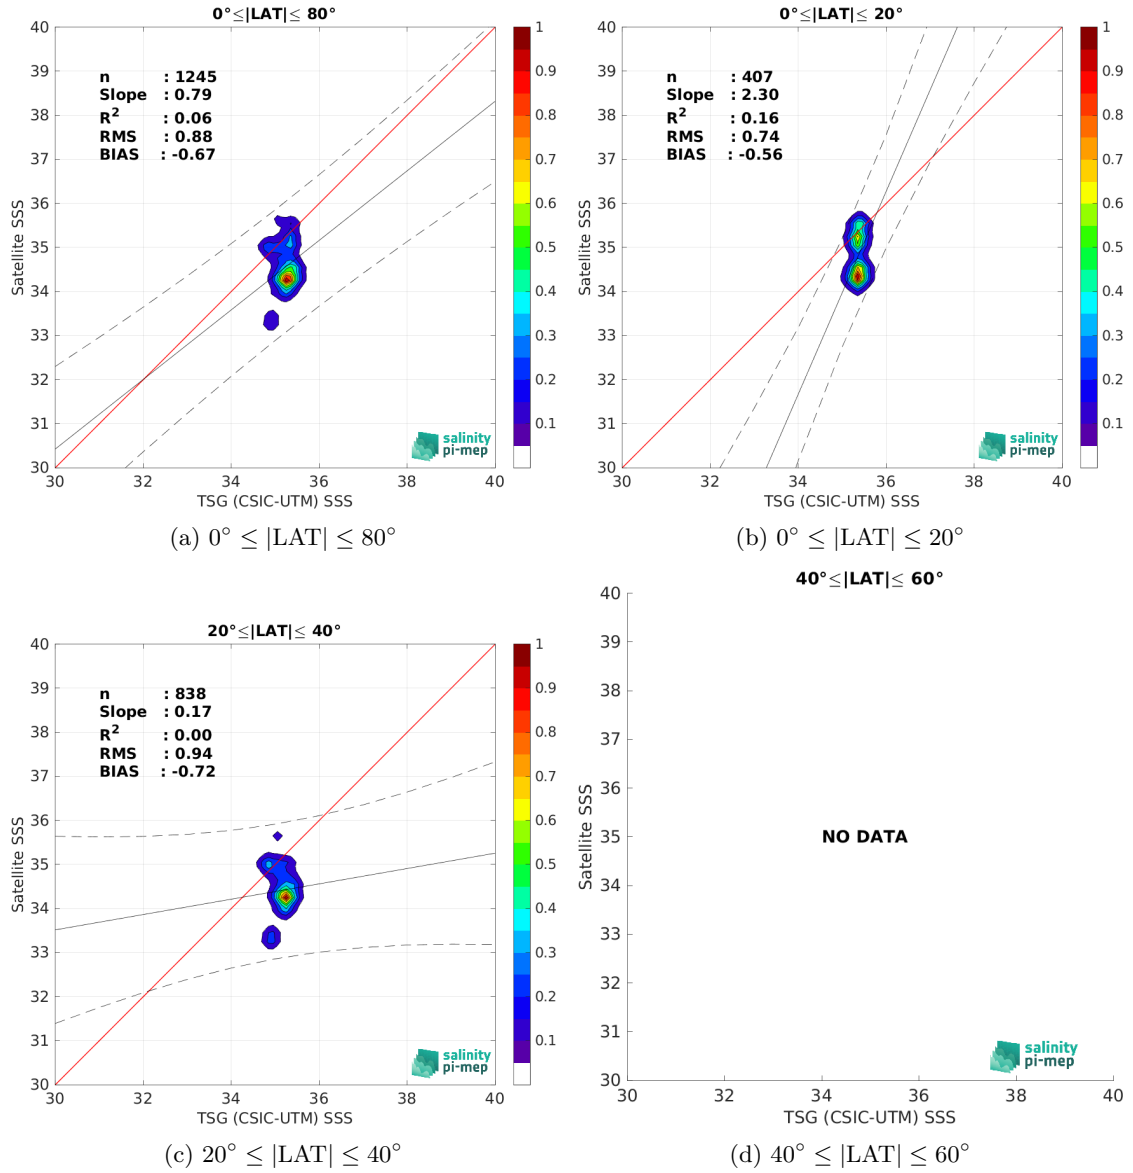 0°≤|LAT|≤ 80°
40
39
38
37
36
35
34
33
32
31
30
Satellite SSS
n : 1245
Slope : 0.79
R² : 0.06
RMS : 0.88
BIAS : -0.67
salinity
pi-mep
30 32 34 36 38 40
TSG (CSIC-UTM) SSS
1
0.9
0.8
0.7
0.6
0.5
0.4
0.3
0.2
0.1
(a) 0° ≤ |LAT| ≤ 80°
0°≤|LAT|≤ 20°
40
39
38
37
36
35
34
33
32
31
30
Satellite SSS
n : 407
Slope : 2.30
R² : 0.16
RMS : 0.74
BIAS : -0.56
salinity
pi-mep
30 32 34 36 38 40
TSG (CSIC-UTM) SSS
1
0.9
0.8
0.7
0.6
0.5
0.4
0.3
0.2
0.1
(b) 0° ≤ |LAT| ≤ 20°
20°≤|LAT|≤ 40°
40
39
38
37
36
35
34
33
32
31
30
Satellite SSS
n : 838
Slope : 0.17
R² : 0.00
RMS : 0.94
BIAS : -0.72
salinity
pi-mep
30 32 34 36 38 40
TSG (CSIC-UTM) SSS
1
0.9
0.8
0.7
0.6
0.5
0.4
0.3
0.2
0.1
(c) 20° ≤ |LAT| ≤ 40°
40°≤|LAT|≤ 60°
40
39
38
37
36
35
34
33
32
31
30
Satellite SSS
NO DATA
salinity
pi-mep
30 32 34 36 38 40
TSG (CSIC-UTM) SSS
(d) 40° ≤ |LAT| ≤ 60°